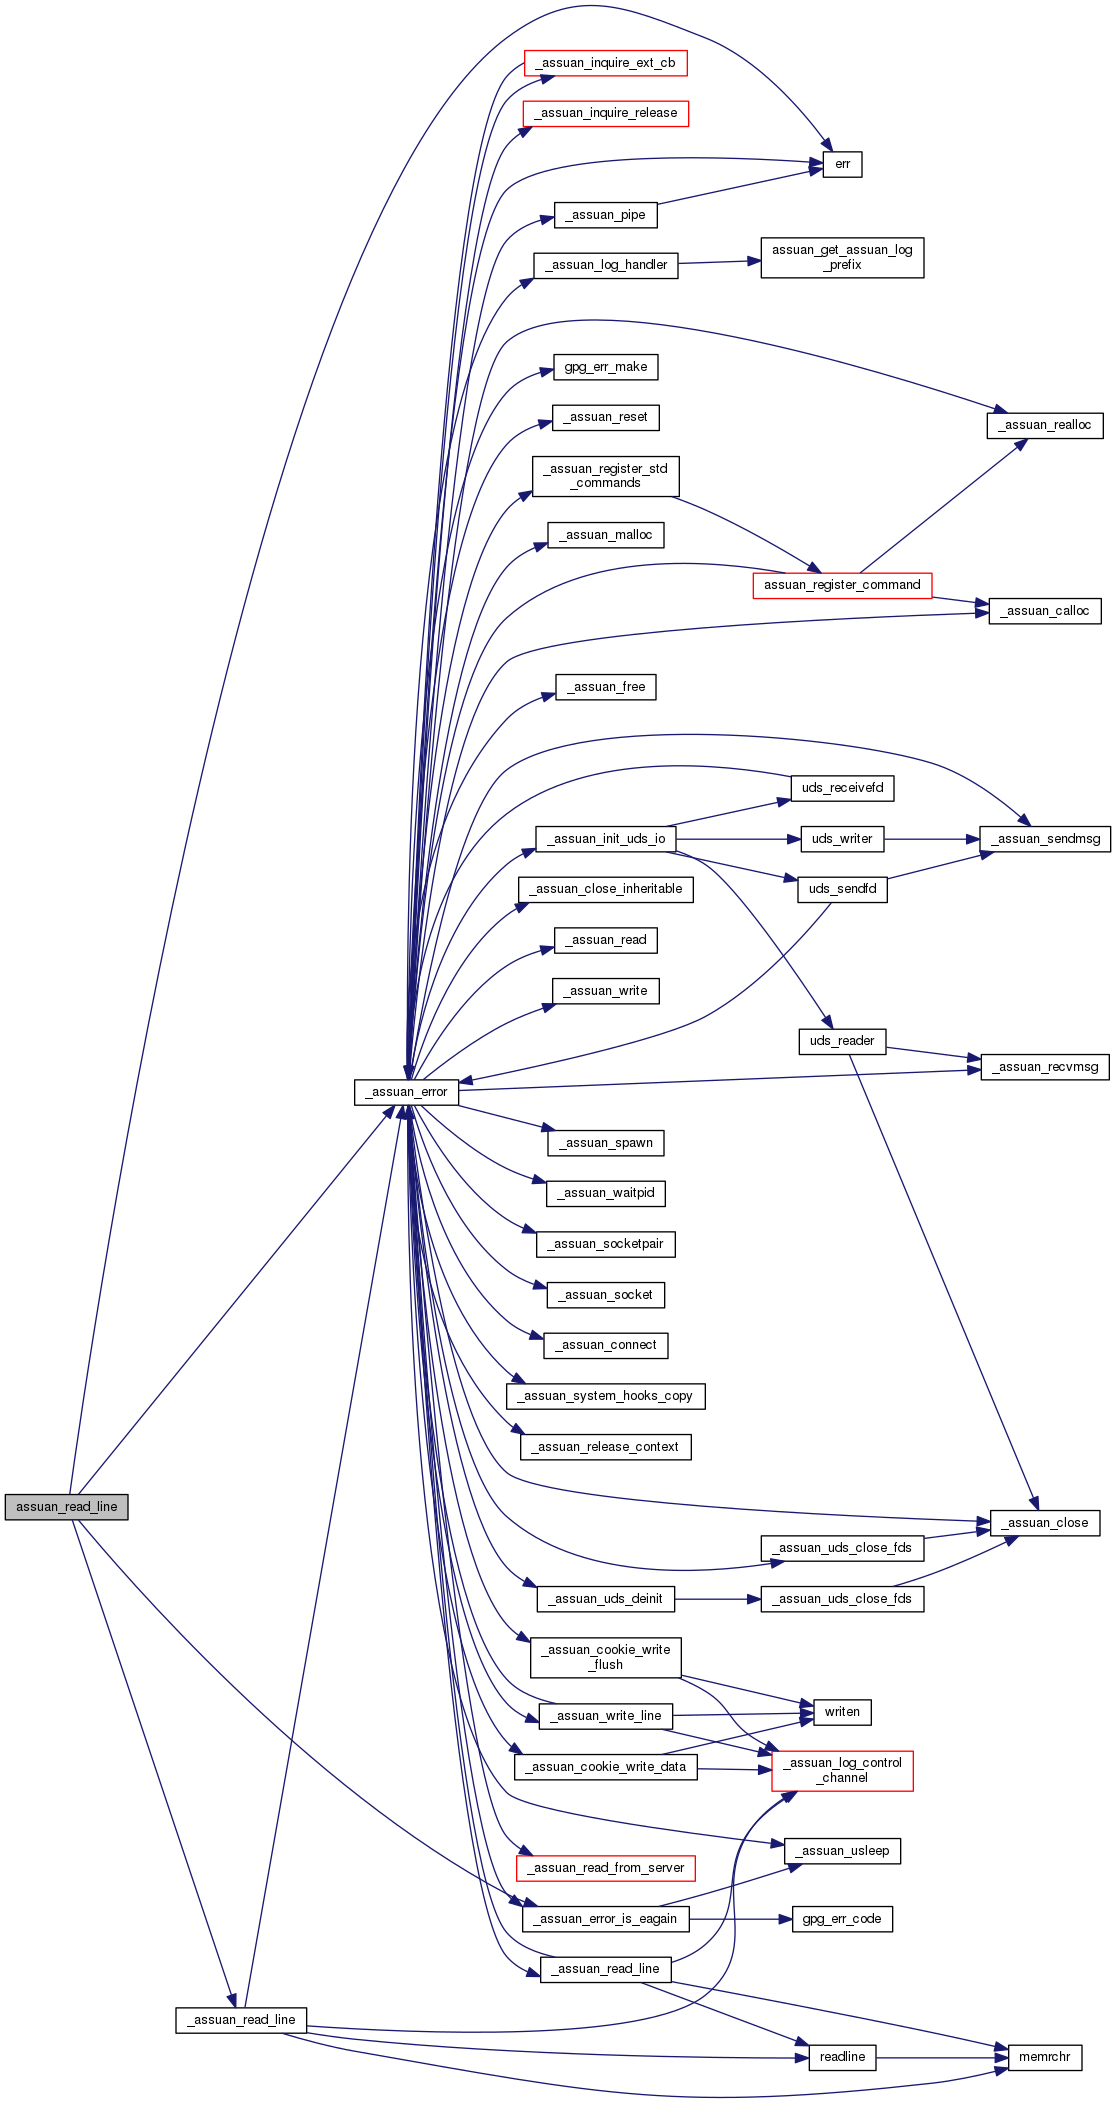 _assuan_inquire_ext_cb
_assuan_inquire_release
err
_assuan_pipe
_assuan_log_handler
assuan_get_assuan_log
_prefix
gpg_err_make
_assuan_reset
_assuan_realloc
_assuan_register_std
_commands
_assuan_malloc
assuan_register_command
_assuan_calloc
_assuan_free
uds_receivefd
_assuan_init_uds_io
uds_writer
_assuan_sendmsg
_assuan_close_inheritable
uds_sendfd
_assuan_read
_assuan_write
uds_reader
_assuan_recvmsg
_assuan_error
_assuan_spawn
_assuan_waitpid
_assuan_socketpair
_assuan_socket
_assuan_connect
_assuan_system_hooks_copy
_assuan_release_context
assuan_read_line
_assuan_close
_assuan_uds_close_fds
_assuan_uds_deinit
_assuan_uds_close_fds
_assuan_cookie_write
_flush
_assuan_write_line
writen
_assuan_cookie_write_data
_assuan_log_control
_channel
_assuan_usleep
_assuan_read_from_server
_assuan_error_is_eagain
gpg_err_code
_assuan_read_line
_assuan_read_line
readline
memrchr